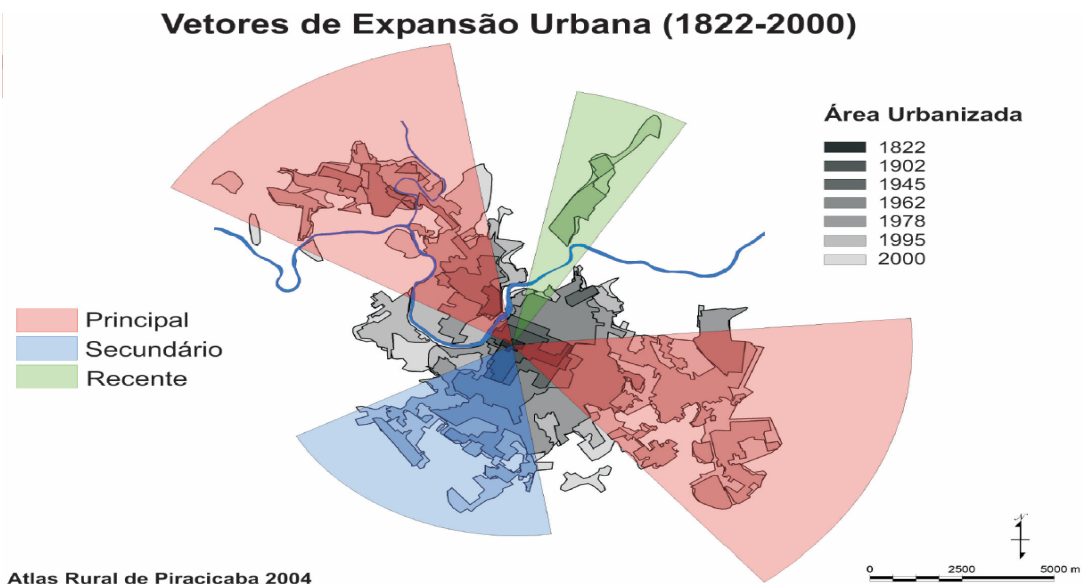 Vetores de Expansão Urbana (1822-2000)
Área Urbanizada
1822
1902
1945
1962
1978
1995
2000
Principal
Secundário
Recente
N
0 2500 5000 m
Atlas Rural de Piracicaba 2004